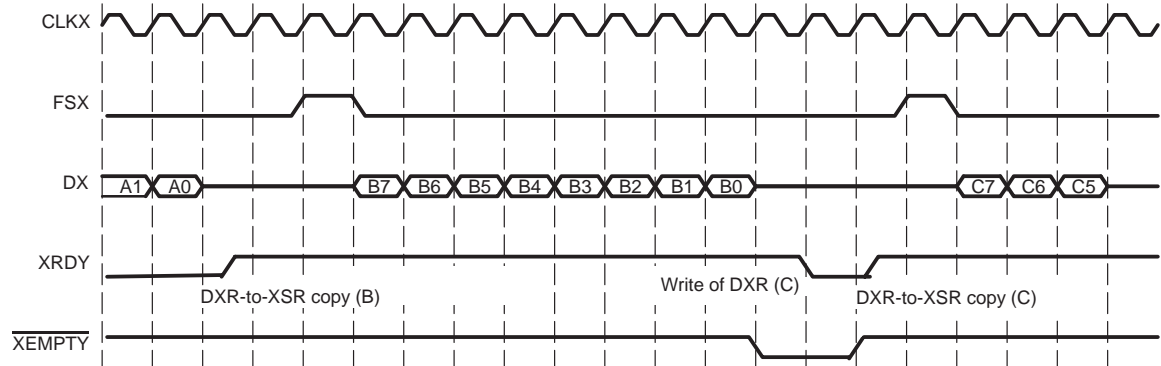 CLKX
FSX
DX A1 A0 B7 B6 B5 B4 B3 B2 B1 B0 C7 C6 C5
XRDY
DXR-to-XSR copy (B) Write of DXR (C) DXR-to-XSR copy (C)
XEMPTY